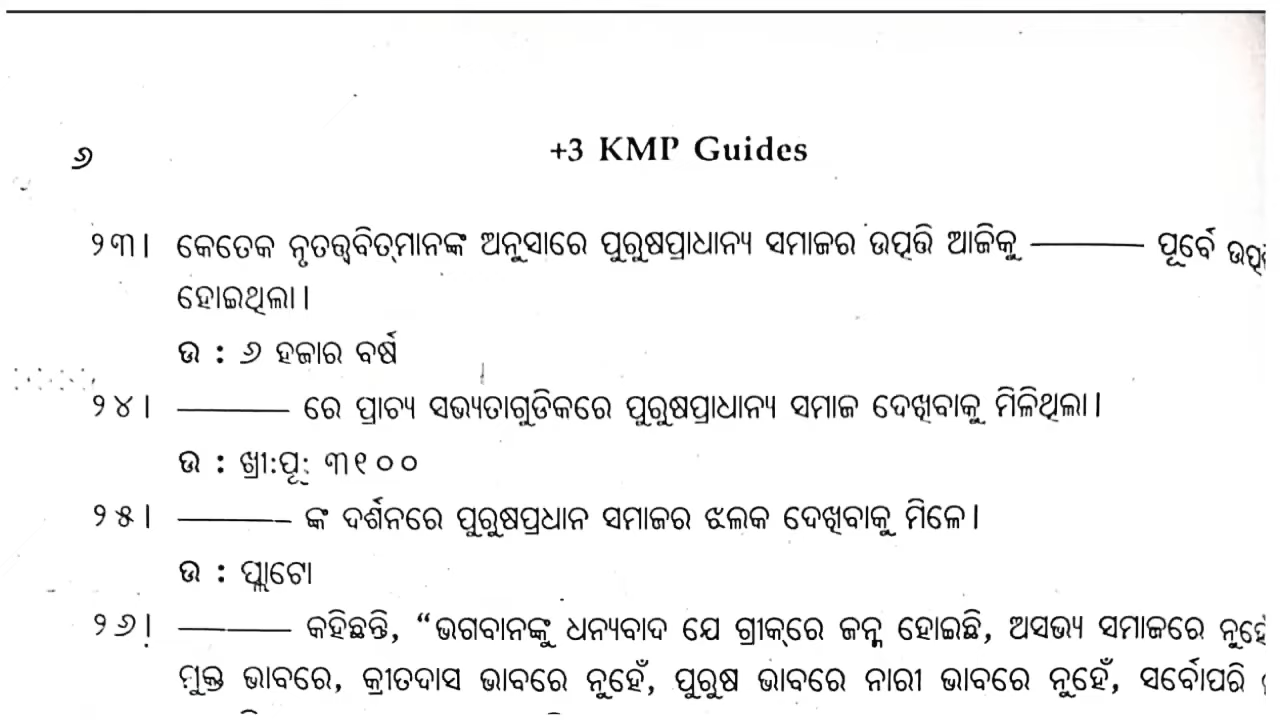 ୬ +3 KMP Guides
୨୩। କେତେକ ନୃତତ୍ତ୍ୱବିତ୍‌ମାନଙ୍କ ଅନୁସାରେ ପୁରୁଷପ୍ରାଧାନ୍ୟ ସମାଜର ଉତ୍ପତ୍ତି ଆଜିକୁ ——— ପୂର୍ବେ
ହୋଇଥିଲା।
ଉ : ୬ ହଜାର ବର୍ଷ
୨୪। ——— ରେ ପ୍ରାଚ୍ୟ ସଭ୍ୟତାଗୁଡିକରେ ପୁରୁଷପ୍ରାଧାନ୍ୟ ସମାଜ ଦେଖିବାକୁ ମିଳିଥିଲା।
ଉ : ଖ୍ରୀ:ପୂ: ୩୧୦୦
୨୫। ——— ଙ୍କ ଦର୍ଶନରେ ପୁରୁଷପ୍ରଧାନ ସମାଜର ଝଲକ ଦେଖିବାକୁ ମିଳେ।
ଉ : ପ୍ଲାଟୋ
୨୬। ——— କହିଛନ୍ତି, “ଭଗବାନଙ୍କୁ ଧନ୍ୟବାଦ ଯେ ଗ୍ରୀକ୍‌ରେ ଜନ୍ମ ହୋଇଛି, ଅସଭ୍ୟ ସମାଜରେ ନୁହେଁ
ମୁକ୍ତ ଭାବରେ, କ୍ରୀତଦାସ ଭାବରେ ନୁହେଁ, ପୁରୁଷ ଭାବରେ ନାରୀ ଭାବରେ ନୁହେଁ, ସର୍ବୋପରି